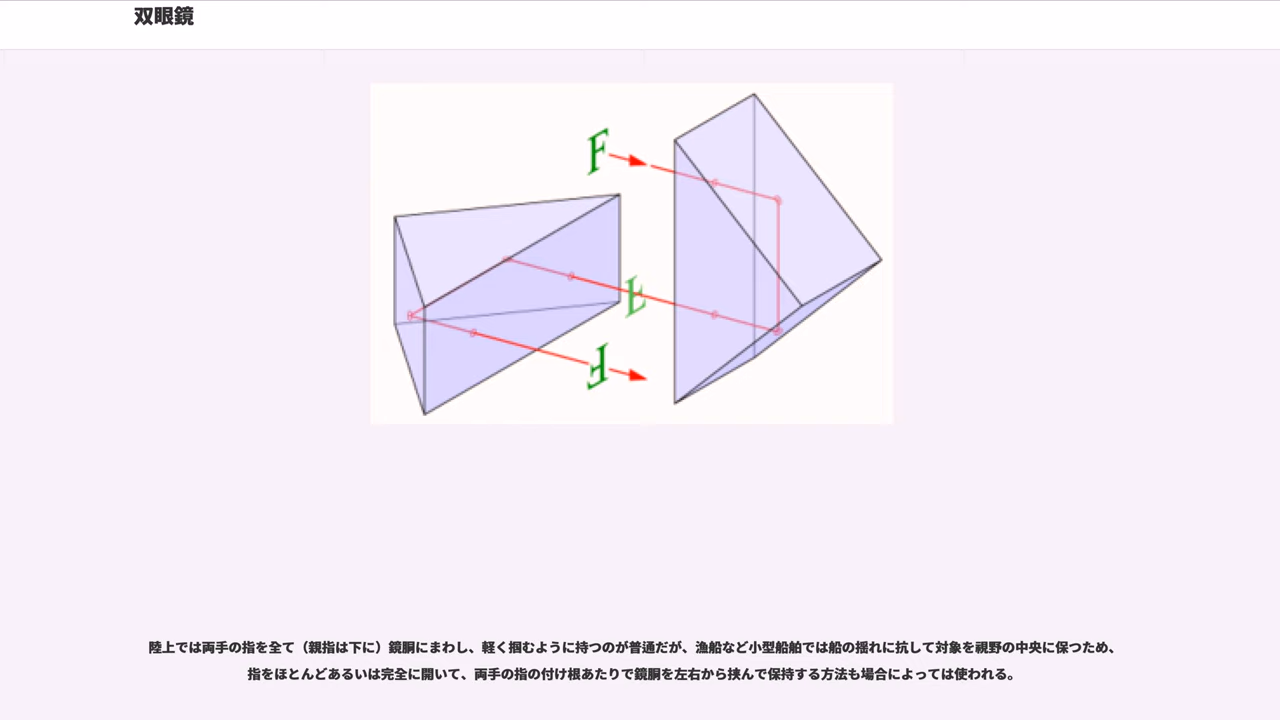 双眼鏡
F
F
F
陸上では両手の指を全て（親指は下に）鏡胴にまわし、軽く掴むように持つのが普通だが、漁船など小型船舶では船の揺れに抗して対象を視野の中央に保つため、
指をほとんどあるいは完全に開いて、両手の指の付け根あたりで鏡胴を左右から挟んで保持する方法も場合によっては使われる。